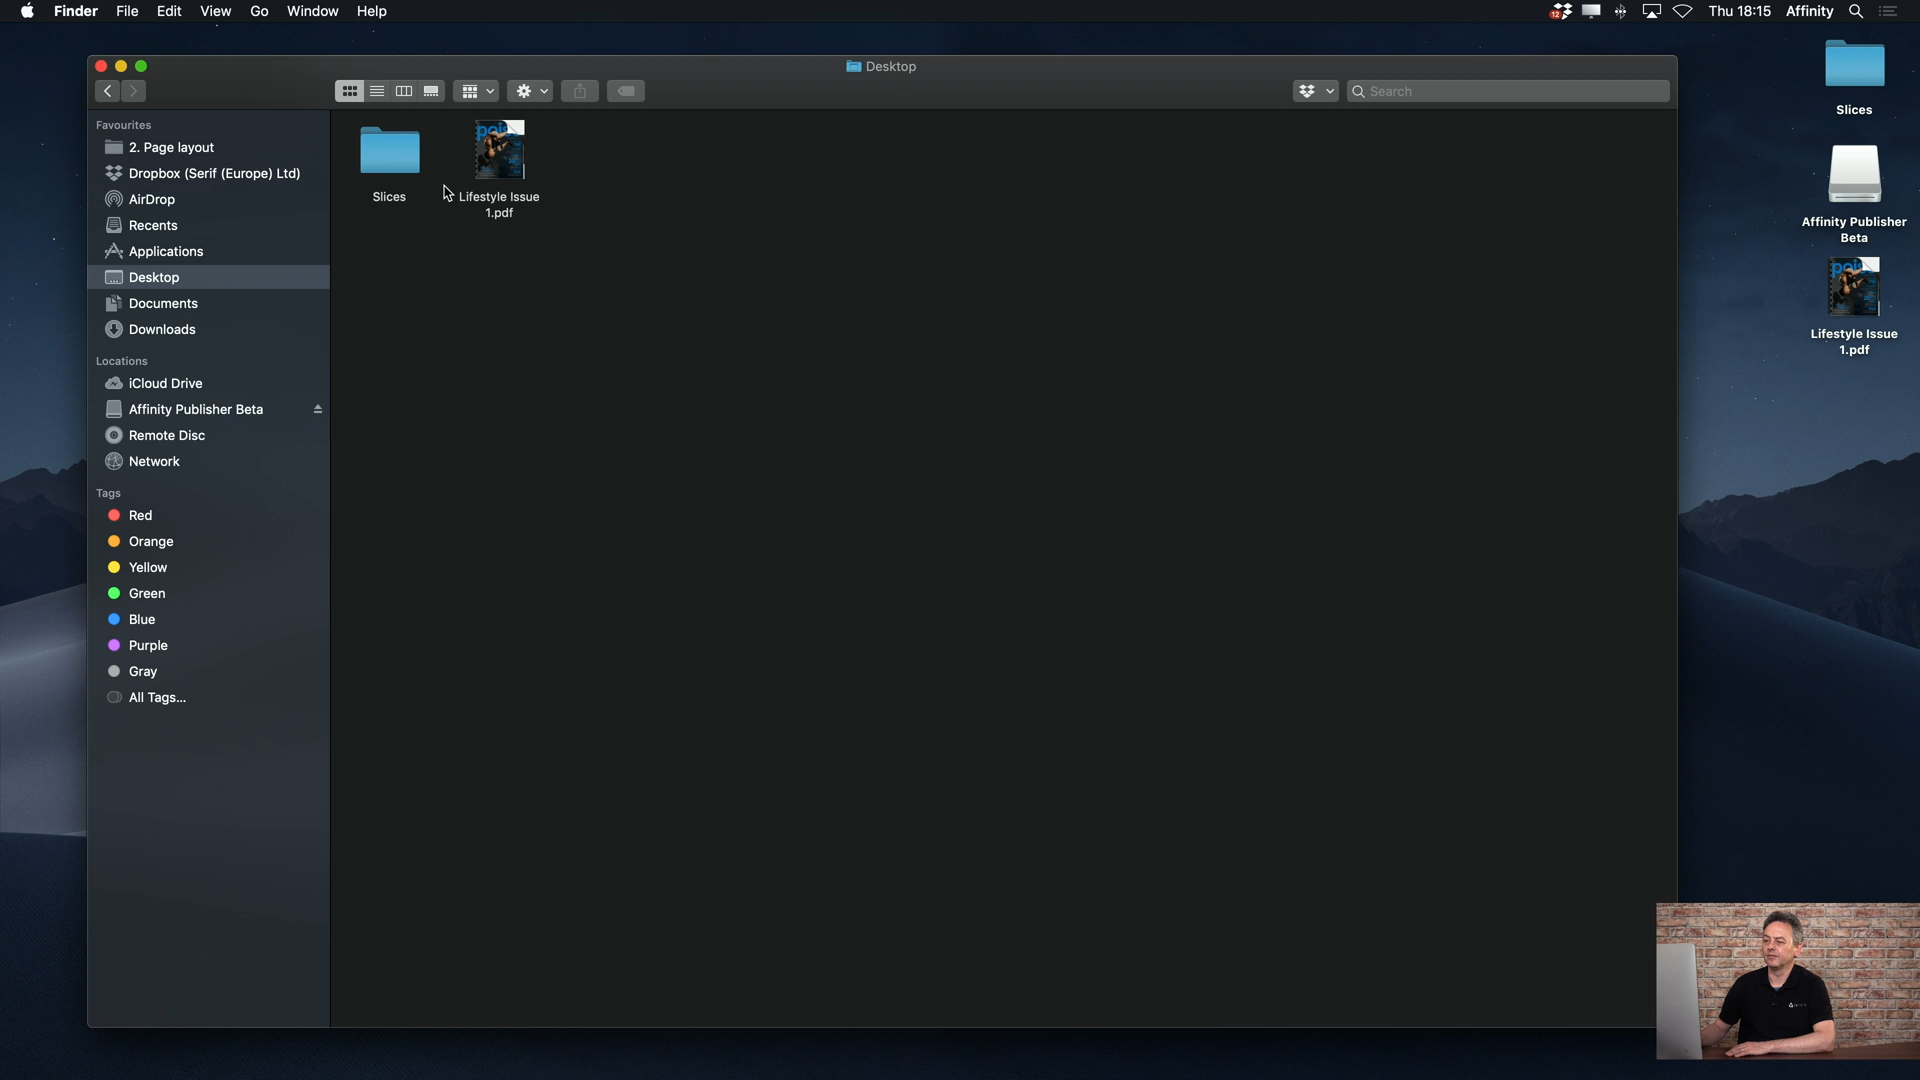 Finder File Edit View Go Window Help
12
Thu 18:15 Affinity
Desktop
Search
Favourites
2. Page layout
Dropbox (Serif (Europe) Ltd)
AirDrop
Recents
Applications
Desktop
Documents
Downloads
Locations
iCloud Drive
Affinity Publisher Beta
Remote Disc
Network
Tags
Red
Orange
Yellow
Green
Blue
Purple
Gray
All Tags...
Slices
Lifestyle Issue
1.pdf
Slices
Affinity Publisher
Beta
Lifestyle Issue
1.pdf